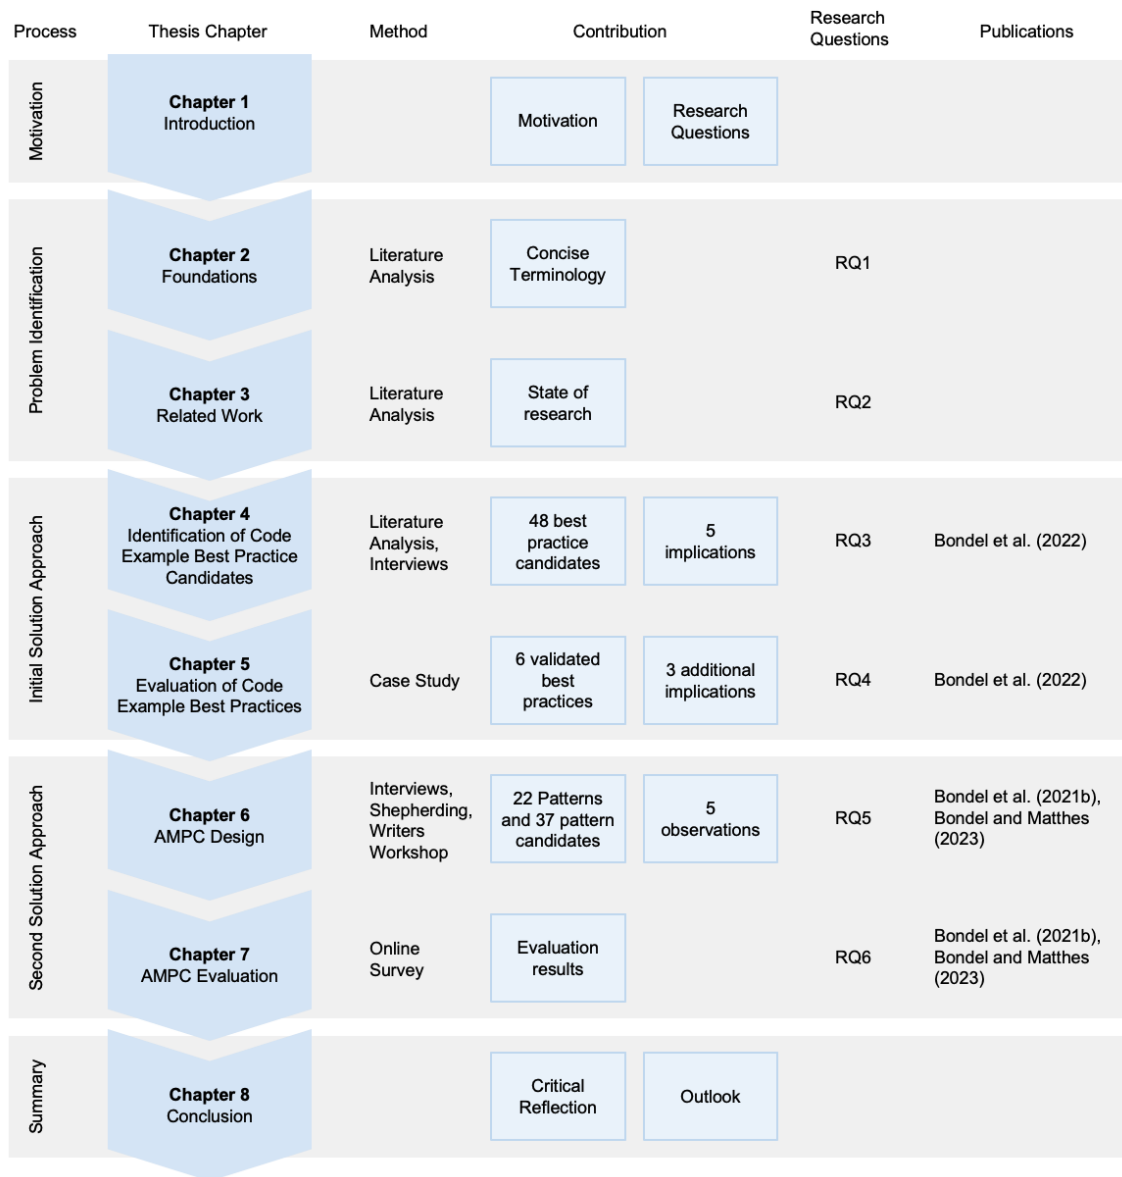 Process
Thesis Chapter
Method
Contribution
Research
Questions
Publications
Motivation
Chapter 1
Introduction
Motivation
Research
Questions
Problem Identification
Chapter 2
Foundations
Literature
Analysis
Concise
Terminology
RQ1
Chapter 3
Related Work
Literature
Analysis
State of
research
RQ2
Initial Solution Approach
Chapter 4
Identification of Code
Example Best Practice
Candidates
Literature
Analysis,
Interviews
48 best
practice
candidates
5
implications
RQ3
Bondel et al. (2022)
Chapter 5
Evaluation of Code
Example Best Practices
Case Study
6 validated
best
practices
3 additional
implications
RQ4
Bondel et al. (2022)
Second Solution Approach
Chapter 6
AMPC Design
Interviews,
Shepherding,
Writers
Workshop
22 Patterns
and 37 pattern
candidates
5
observations
RQ5
Bondel et al. (2021b),
Bondel and Matthes
(2023)
Chapter 7
AMPC Evaluation
Online
Survey
Evaluation
results
RQ6
Bondel et al. (2021b),
Bondel and Matthes
(2023)
Summary
Chapter 8
Conclusion
Critical
Reflection
Outlook